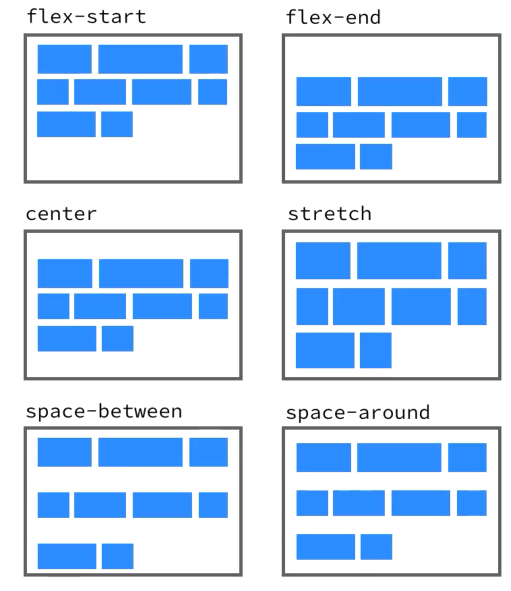 flex-start
flex-end
center
stretch
space-between
space-around